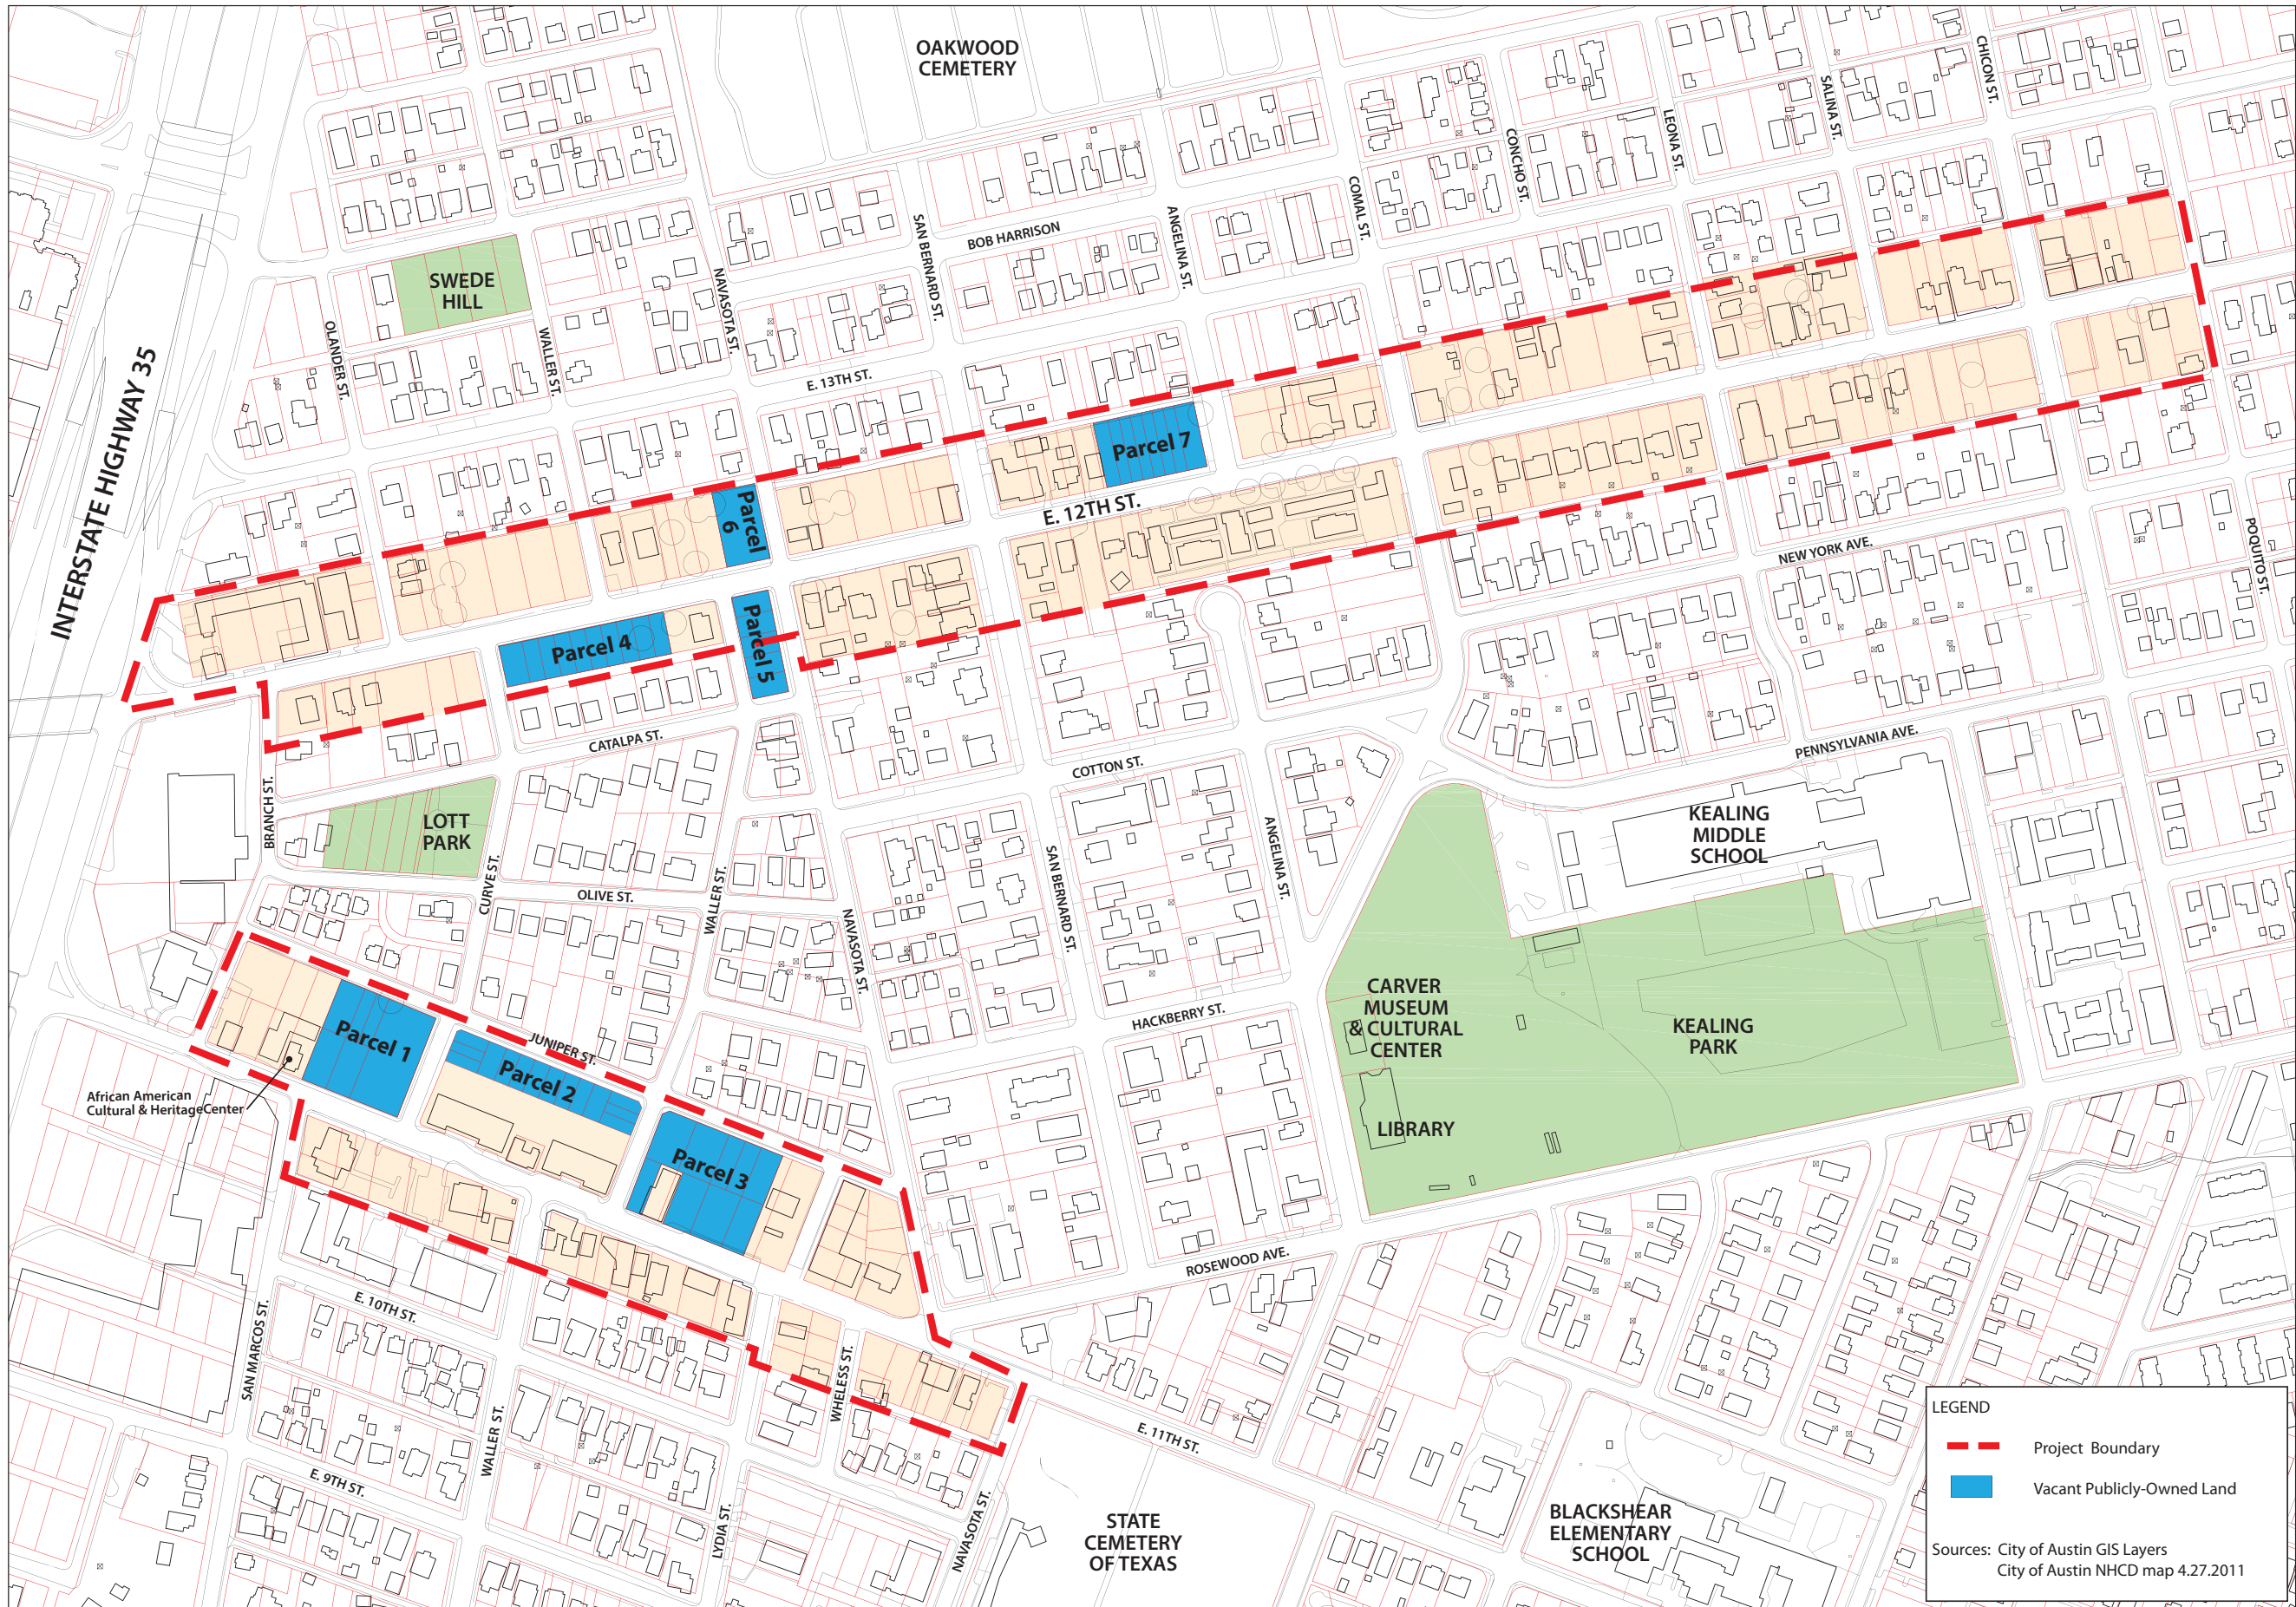 OAKWOOD
CEMETERY
CHICON ST.
SALINA ST.
LEONA ST.
CONCHO ST.
COMAL ST.
ANGELINA ST.
SAN BERNARD ST.
BOB HARRISON
NAVASOTA ST.
SWEDE
HILL
OLANDER ST.
WALLER ST.
INTERSTATE HIGHWAY 35
E. 13TH ST.
Parcel 7
E. 12TH ST.
Parcel
6
NEW YORK AVE.
POQUITO ST.
Parcel 4
Parcel 5
CATALPA ST.
COTTON ST.
PENNSYLVANIA AVE.
BRANCH ST.
LOTT
PARK
KEALING
MIDDLE
SCHOOL
CURVE ST.
OLIVE ST.
WALLER ST.
NAVASOTA ST.
SAN BERNARD ST.
ANGELINA ST.
CARVER
MUSEUM
& CULTURAL
CENTER
HACKBERRY ST.
KEALING
PARK
Parcel 1
JUNIPER ST.
Parcel 2
African American
Cultural & HeritageCenter
LIBRARY
Parcel 3
ROSEWOOD AVE.
E. 10TH ST.
SAN MARCOS ST.
WHELESS ST.
WALLER ST.
E. 11TH ST.
E. 9TH ST.
LYDIA ST.
NAVASOTA ST.
STATE
CEMETERY
OF TEXAS
BLACKSHEAR
ELEMENTARY
SCHOOL
LEGEND
Project Boundary
Vacant Publicly-Owned Land
Sources: City of Austin GIS Layers
City of Austin NHCD map 4.27.2011